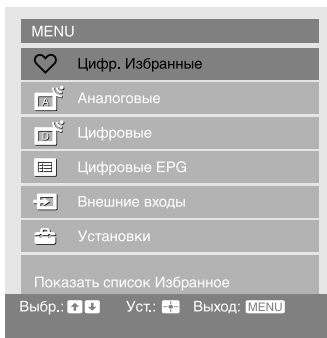 MENU
Цифр. Избранные
A Аналоговые
D Цифровые
Цифровые EPG
Внешние входы
Установки
Показать список Избранное
Выбр.: Уст.: Выход: MENU